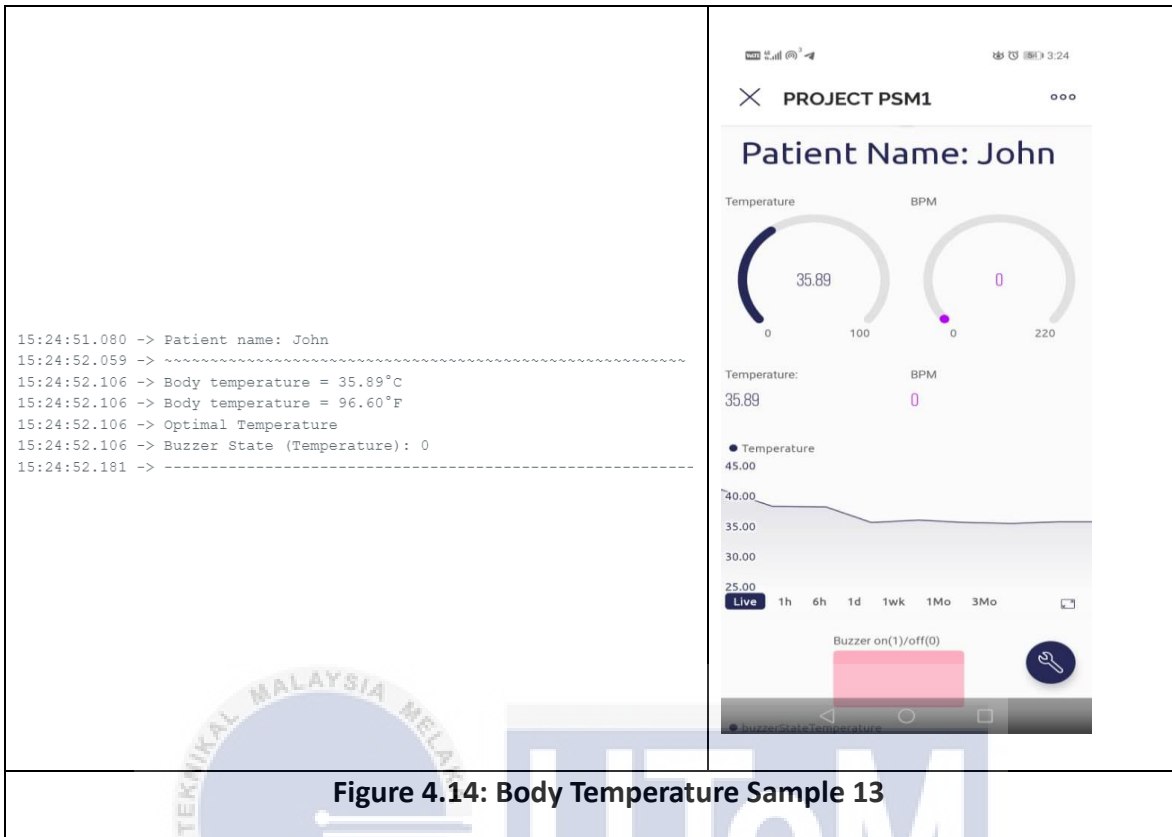 15:24:51.080 -> Patient name: John
15:24:52.059 -> ~~~~~~~~~~~~~~~~~~~~~~~~~~~~~~~~~~~~~~~~~~~~~~~~~~~~~~~~~
15:24:52.106 -> Body temperature = 35.89°C
15:24:52.106 -> Body temperature = 96.60°F
15:24:52.106 -> Optimal Temperature
15:24:52.106 -> Buzzer State (Temperature): 0
15:24:52.181 -> ----------------------------------------------------------
3:24
PROJECT PSM1
Patient Name: John
Temperature BPM
35.89 0
0 100 0 220
Temperature: BPM
35.89 0
Temperature
45.00
40.00
35.00
30.00
25.00
Live 1h 6h 1d 1wk 1Mo 3Mo
Buzzer on(1)/off(0)
buzzerStateTemperature
MALAYSIA
Figure 4.14: Body Temperature Sample 13